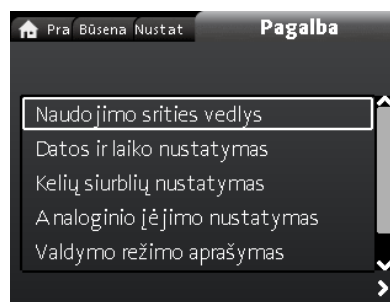 Pra Būsena Nustat Pagalba
Naudojimo srities vedlys
Datos ir laiko nustatymas
Kelių siurblių nustatymas
Analoginio įėjimo nustatymas
Valdymo režimo aprašymas